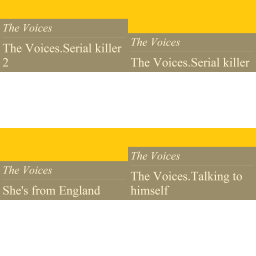 The Voices
The Voices.Serial killer
2
The Voices
The Voices.Serial killer
The Voices
She's from England
The Voices
The Voices.Talking to
himself